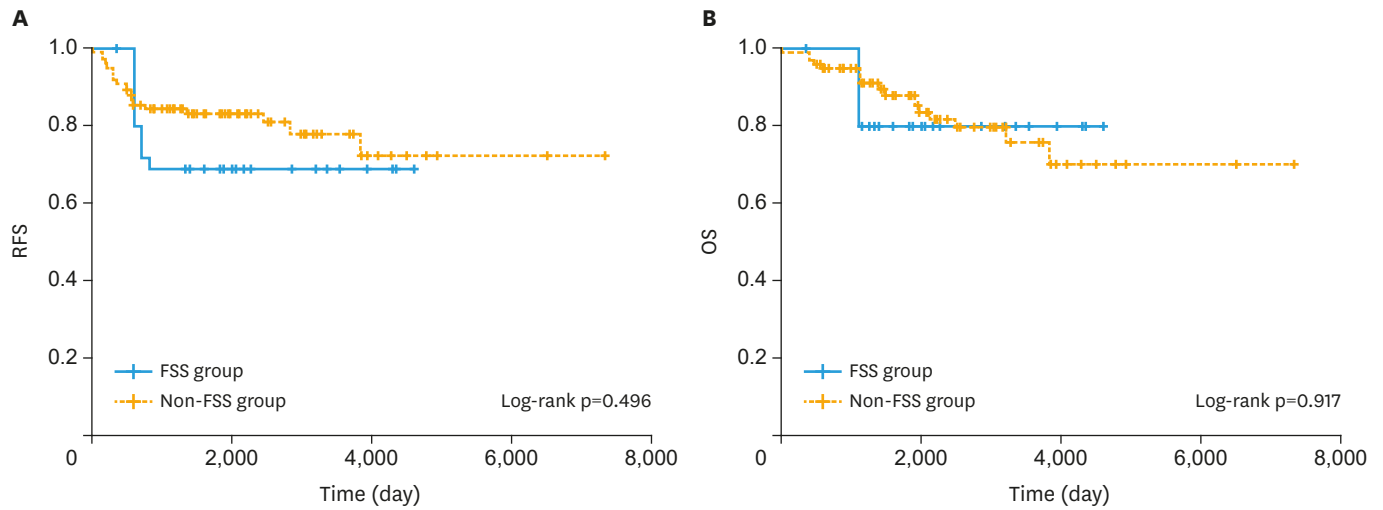 A
1.0
0.8
0.6
0.4
0.2
RFS
FSS group
Non-FSS group
Log-rank p=0.496
0 2,000 4,000 6,000 8,000
Time (day)
B
1.0
0.8
0.6
0.4
0.2
OS
FSS group
Non-FSS group
Log-rank p=0.917
0 2,000 4,000 6,000 8,000
Time (day)